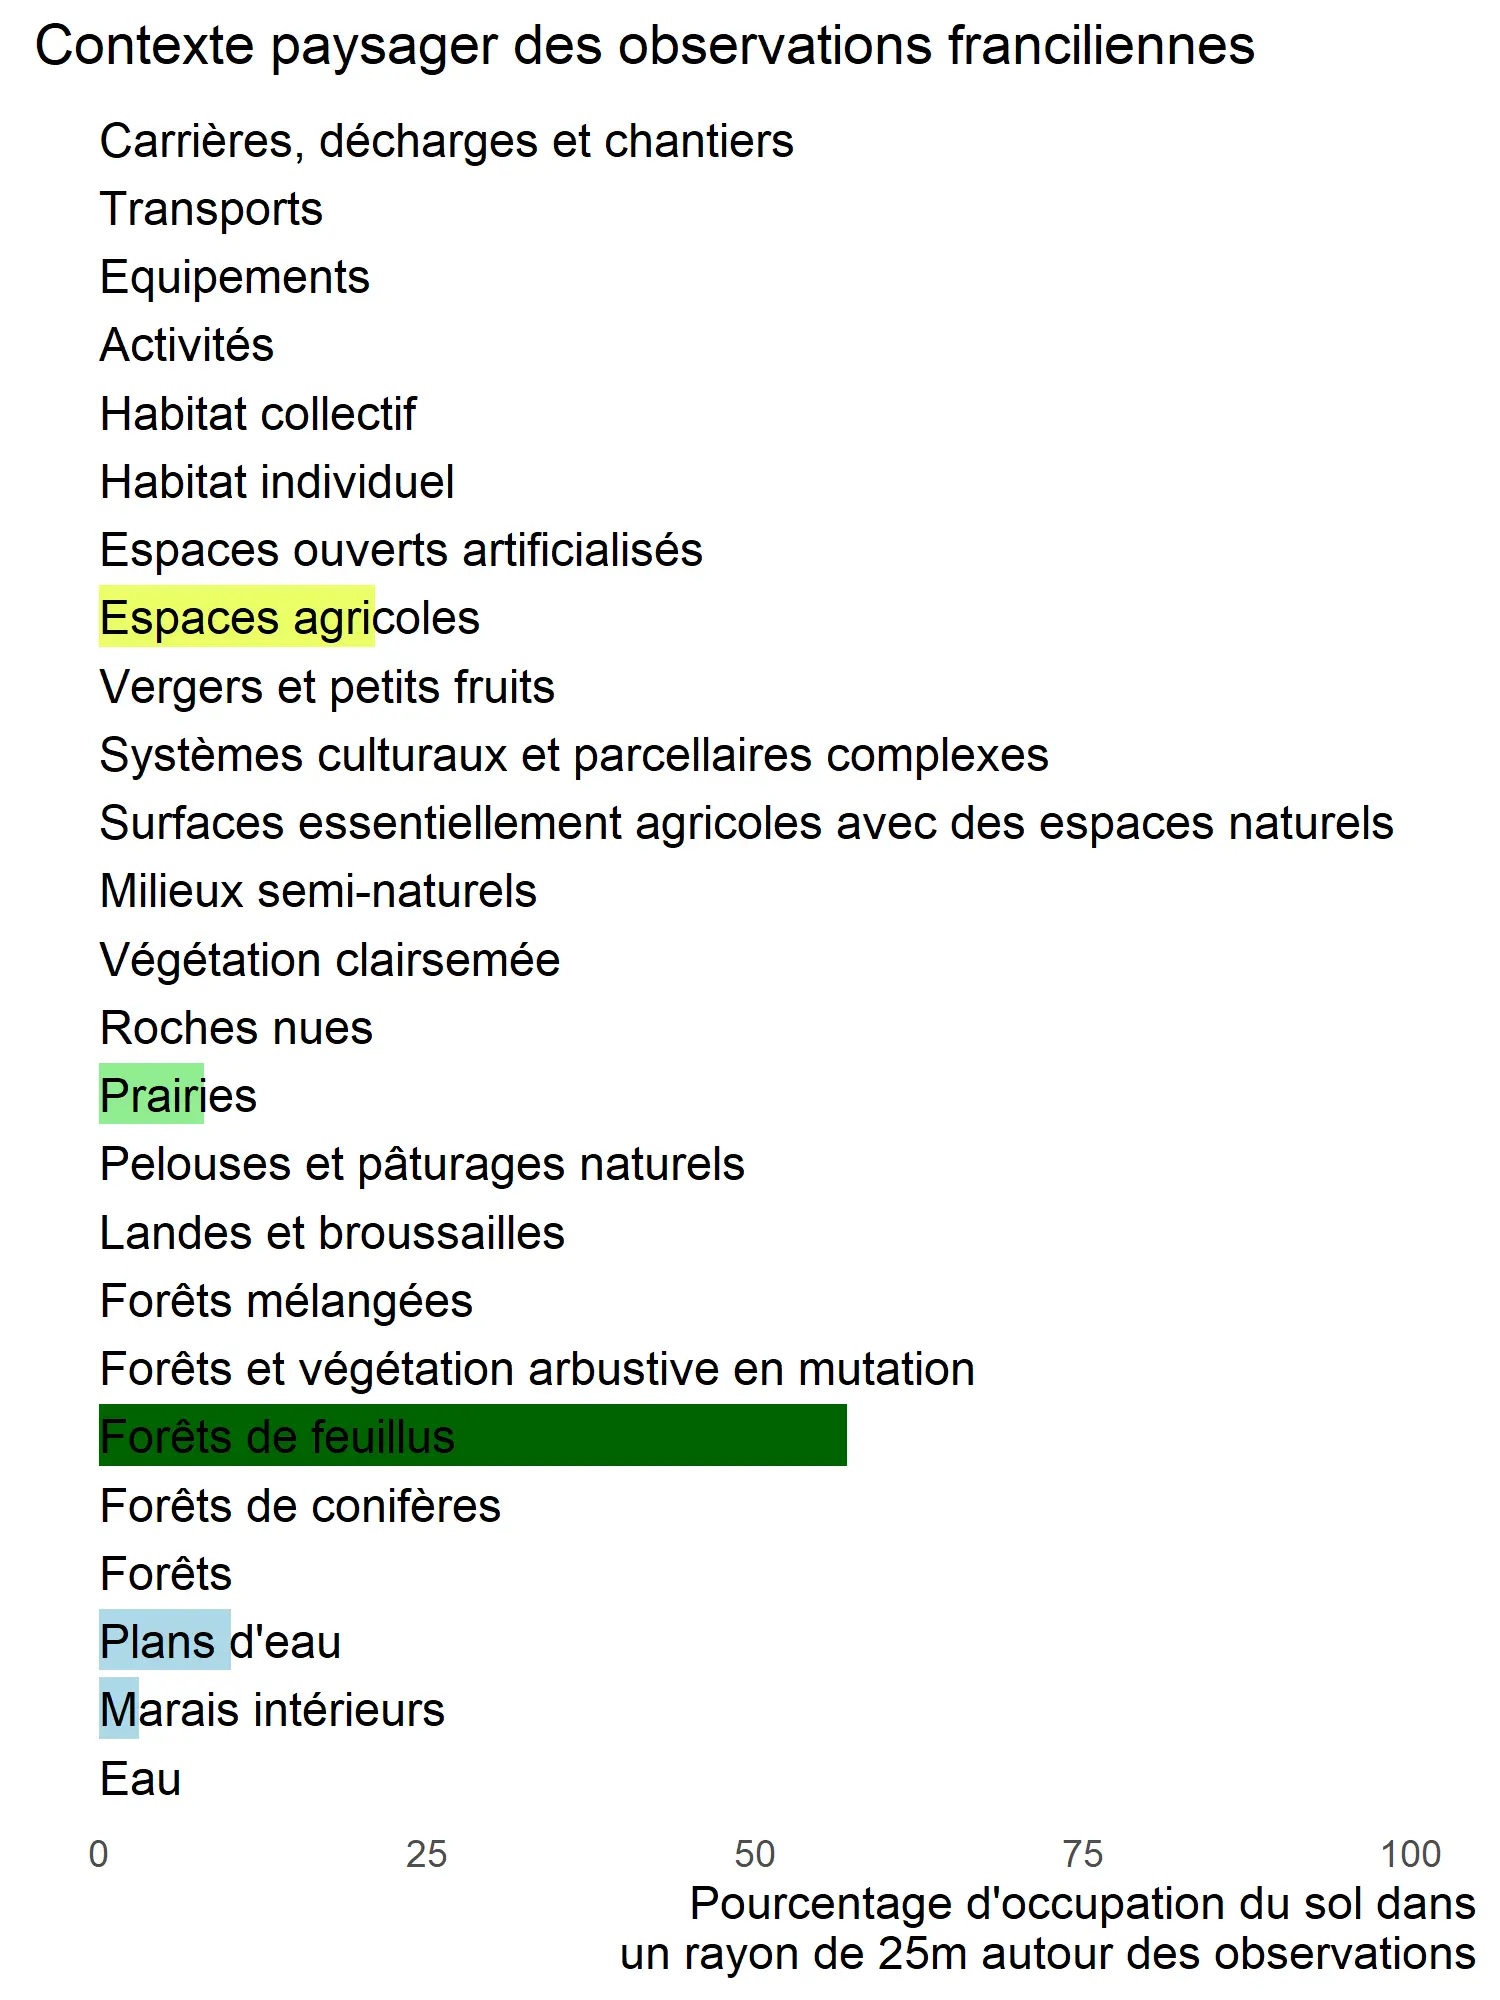 Contexte paysager des observations franciliennes
Carrières, décharges et chantiers
Transports
Equipements
Activités
Habitat collectif
Habitat individuel
Espaces ouverts artificialisés
Espaces agricoles
Vergers et petits fruits
Systèmes culturaux et parcellaires complexes
Surfaces essentiellement agricoles avec des espaces naturels
Milieux semi-naturels
Végétation clairsemée
Roches nues
Prairies
Pelouses et pâturages naturels
Landes et broussailles
Forêts mélangées
Forêts et végétation arbustive en mutation
Forêts de feuillus
Forêts de conifères
Forêts
Plans d'eau
Marais intérieurs
Eau
0 25 50 75 100
Pourcentage d'occupation du sol dans
un rayon de 25m autour des observations